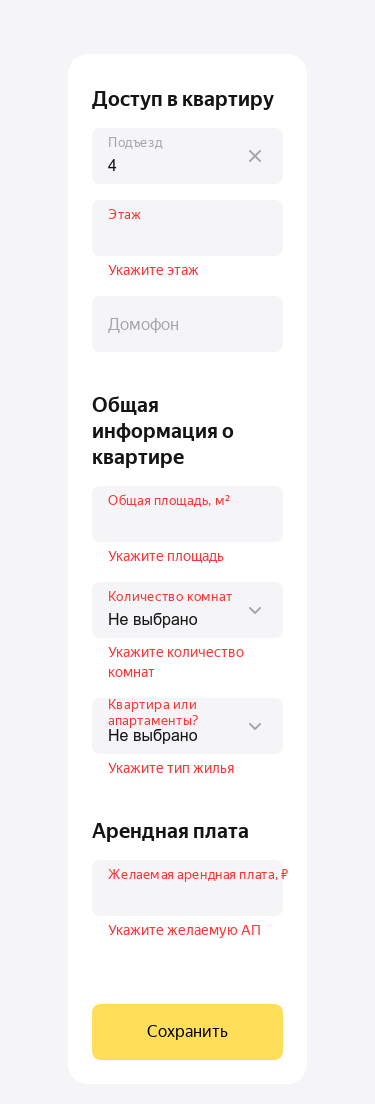 Доступ в квартиру
Подъезд
4
Этаж
Укажите этаж
Домофон
Общая
информация о
квартире
Общая площадь, м²
Укажите площадь
Количество комнат
Не выбрано
Укажите количество
комнат
Квартира или
апартаменты?
Не выбрано
Укажите тип жилья
Арендная плата
Желаемая арендная плата, ₽
Укажите желаемую АП
Сохранить